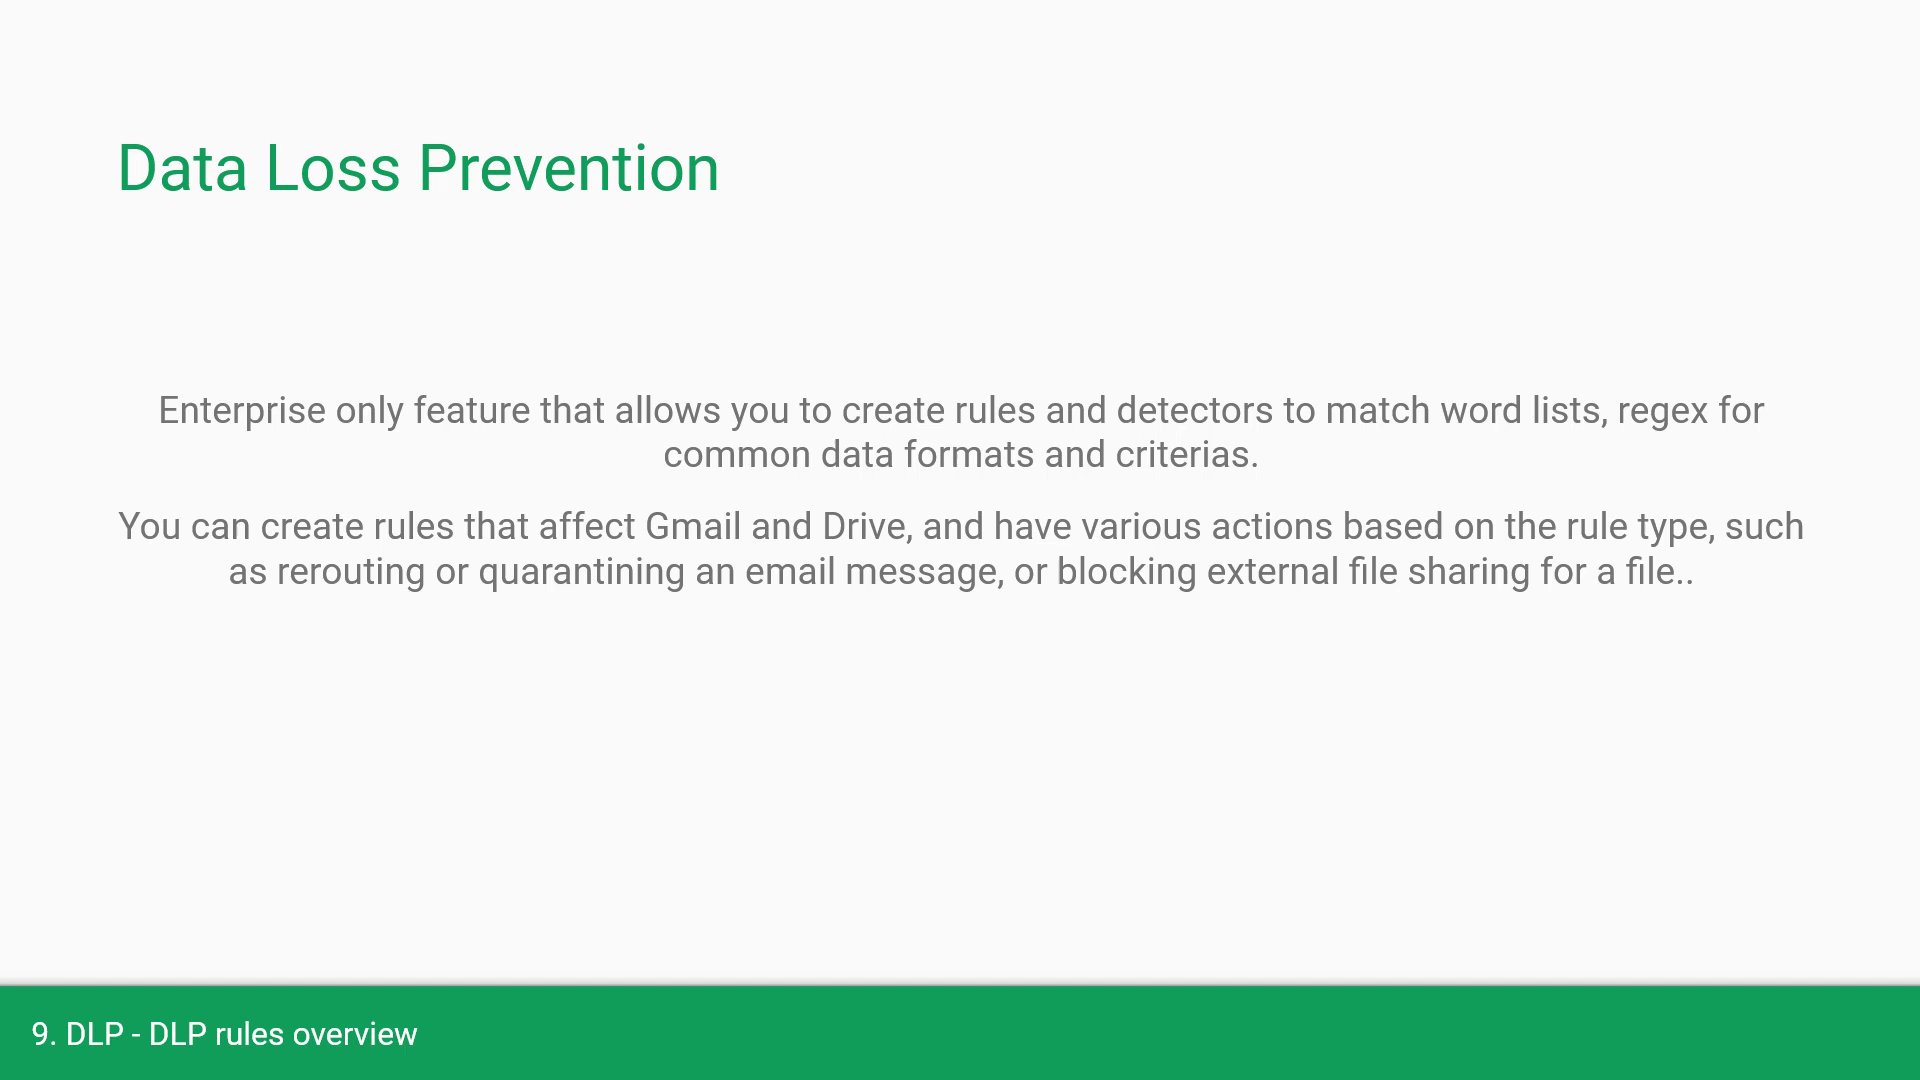 Data Loss Prevention
Enterprise only feature that allows you to create rules and detectors to match word lists, regex for
common data formats and criterias.
You can create rules that affect Gmail and Drive, and have various actions based on the rule type, such
as rerouting or quarantining an email message, or blocking external file sharing for a file..
9. DLP - DLP rules overview